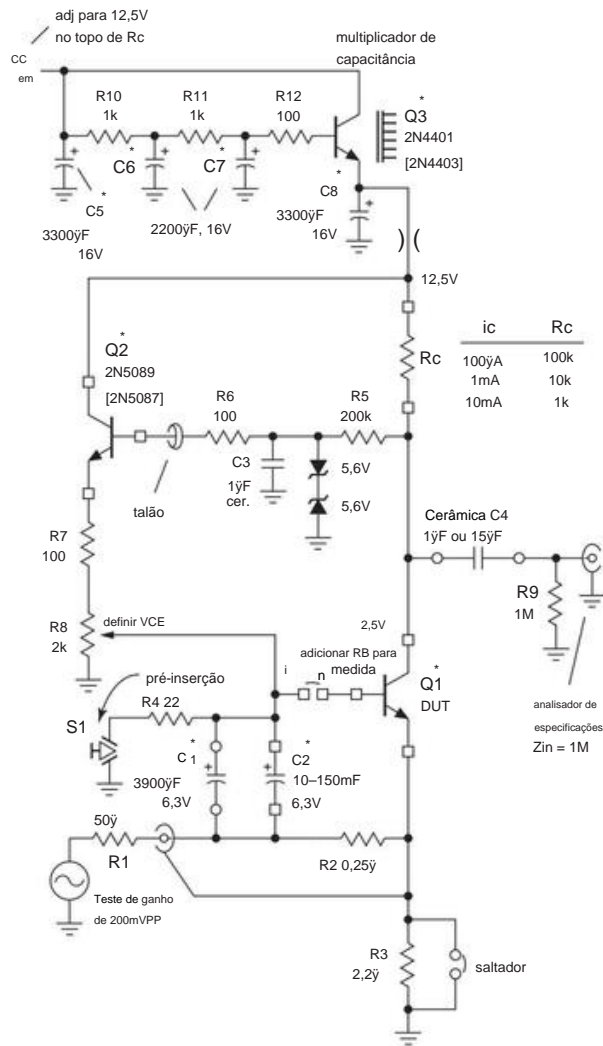 adj para 12,5V
no topo de Rc
CC
em
multiplicador de
capacitância
R10
1k
R11
1k
R12
100
*
Q3
2N4401
[2N4403]
*
C5
3300ÿF
16V
*
C6
*
C7
2200ÿF, 16V
*
C8
3300ÿF
16V
12,5V
*
Q2
2N5089
[2N5087]
R6
100
R5
200k
Rc
ic Rc
100ÿA 100k
1mA 10k
10mA 1k
talão
C3
1ÿF
cer.
5,6V
5,6V
R7
100
Cerâmica C4
1ÿF ou 15ÿF
R9
1M
R8
2k
definir VCE
2,5V
adicionar RB para
medida
i
n
*
Q1
DUT
analisador de
especificações
Zin = 1M
pré-inserção
S1
R4 22
*
C1
3900ÿF
6,3V
*
C2
10–150mF
6,3V
50ÿ
R1
R2 0,25ÿ
Teste de ganho
de 200mVPP
R3
2,2ÿ
saltador